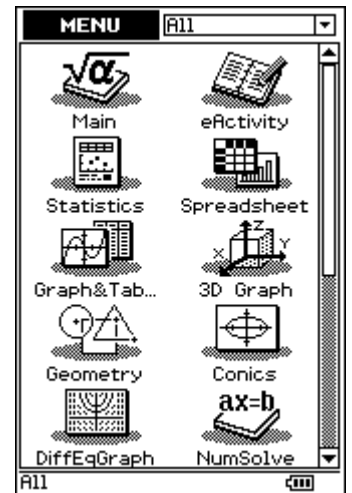 MENU All
√α
Main eActivity
Statistics Spreadsheet
X Z Y
Graph&Tab... 3D Graph
r
Geometry Conics
ax=b
DiffEqGraph NumSolve
All